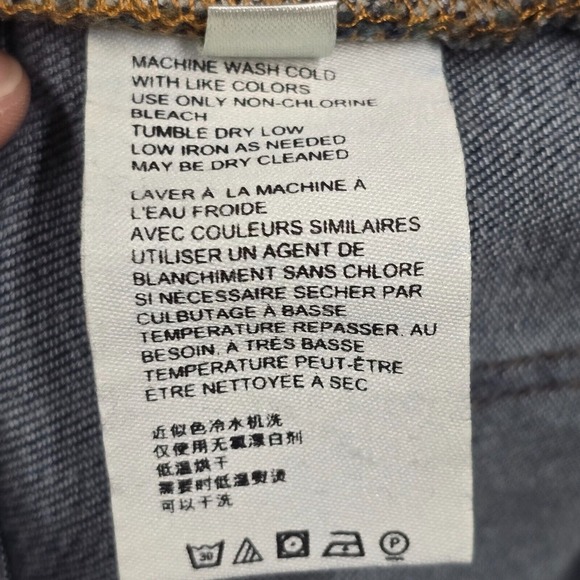 MACHINE WASH COLD
WITH LIKE COLORS
USE ONLY NON-CHLORINE
BLEACH
TUMBLE DRY LOW
LOW IRON AS NEEDED
MAY BE DRY CLEANED
LAVER À LA MACHINE À
L'EAU FROIDE
AVEC COULEURS SIMILAIRES
UTILISER UN AGENT DE
BLANCHIMENT SANS CHLORE
SI NÉCESSAIRE SECHER PAR
CULBUTAGE À BASSE
TEMPERATURE REPASSER. AU
BESOIN, À TRÈS BASSE
TEMPERATURE PEUT-ÊTRE
ETRE NETTOYEE A SEC
近似色冷水机洗
仅使用无氯漂白剂
低温烘干
需要时低温熨烫
可以干洗
30 P